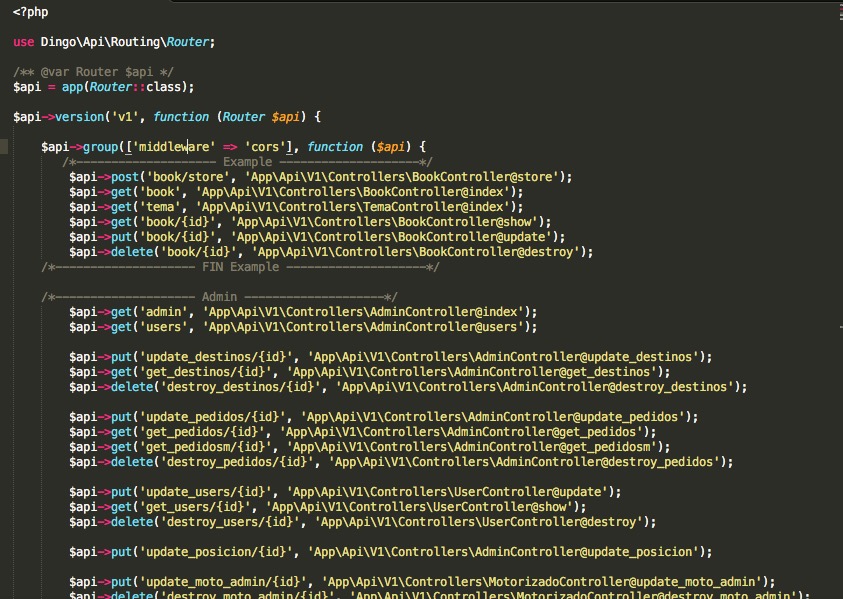 <?php
use Dingo\Api\Routing\Router;
/** @var Router $api */
$api = app(Router::class);
$api->version('v1', function (Router $api) {
$api->group(['middleware' => 'cors'], function ($api) {
/*-------------------- Example --------------------*/
$api->post('book/store', 'App\Api\V1\Controllers\BookController@store');
$api->get('book', 'App\Api\V1\Controllers\BookController@index');
$api->get('tema', 'App\Api\V1\Controllers\TemaController@index');
$api->get('book/{id}', 'App\Api\V1\Controllers\BookController@show');
$api->put('book/{id}', 'App\Api\V1\Controllers\BookController@update');
$api->delete('book/{id}', 'App\Api\V1\Controllers\BookController@destroy');
/*-------------------- FIN Example --------------------*/
/*-------------------- Admin --------------------*/
$api->get('admin', 'App\Api\V1\Controllers\AdminController@index');
$api->get('users', 'App\Api\V1\Controllers\AdminController@users');
$api->put('update_destinos/{id}', 'App\Api\V1\Controllers\AdminController@update_destinos');
$api->get('get_destinos/{id}', 'App\Api\V1\Controllers\AdminController@get_destinos');
$api->delete('destroy_destinos/{id}', 'App\Api\V1\Controllers\AdminController@destroy_destinos');
$api->put('update_pedidos/{id}', 'App\Api\V1\Controllers\AdminController@update_pedidos');
$api->get('get_pedidos/{id}', 'App\Api\V1\Controllers\AdminController@get_pedidos');
$api->get('get_pedidosm/{id}', 'App\Api\V1\Controllers\AdminController@get_pedidosm');
$api->delete('destroy_pedidos/{id}', 'App\Api\V1\Controllers\AdminController@destroy_pedidos');
$api->put('update_users/{id}', 'App\Api\V1\Controllers\UserController@update');
$api->get('get_users/{id}', 'App\Api\V1\Controllers\UserController@show');
$api->delete('destroy_users/{id}', 'App\Api\V1\Controllers\UserController@destroy');
$api->put('update_posicion/{id}', 'App\Api\V1\Controllers\AdminController@update_posicion');
$api->put('update_moto_admin/{id}', 'App\Api\V1\Controllers\MotorizadoController@update_moto_admin');
$api->delete('destroy_moto_admin/{id}', 'App\Api\V1\Controllers\MotorizadoController@destroy_moto_admin');